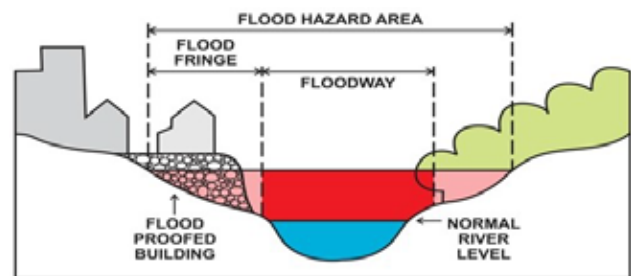 FLOOD HAZARD AREA
FLOOD
FRINGE
FLOODWAY
FLOOD
PROOFED
BUILDING
NORMAL
RIVER
LEVEL